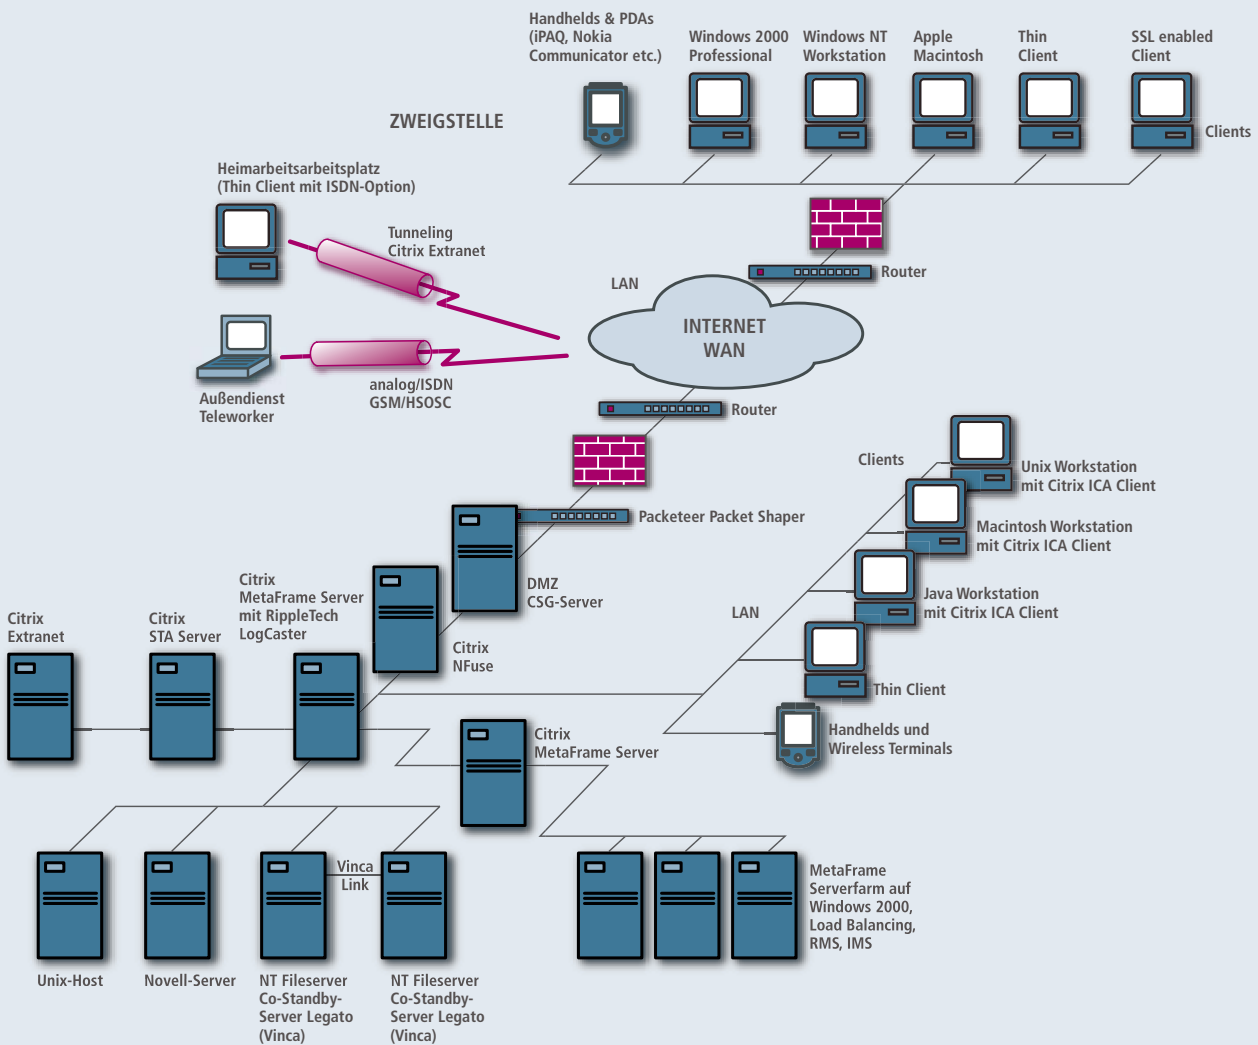 Handhelds & PDAs
(iPAQ, Nokia
Communicator etc.)
Windows 2000
Professional
Windows NT
Workstation
Apple
Macintosh
Thin
Client
SSL enabled
Client
Clients
ZWEIGSTELLE
Heimarbeitsarbeitsplatz
(Thin Client mit ISDN-Option)
Tunneling
Citrix Extranet
Router
LAN
INTERNET
WAN
analog/ISDN
GSM/HSOSC
Außendienst
Teleworker
Router
Clients
Unix Workstation
mit Citrix ICA Client
Packeteer Packet Shaper
Macintosh Workstation
mit Citrix ICA Client
DMZ
CSG-Server
Java Workstation
mit Citrix ICA Client
LAN
Citrix
MetaFrame Server
mit RippleTech
LogCaster
Citrix
Extranet
Citrix
STA Server
Citrix
NFuse
Thin Client
Handhelds und
Wireless Terminals
Citrix
MetaFrame Server
Vinca
Link
MetaFrame
Serverfarm auf
Windows 2000,
Load Balancing,
RMS, IMS
Unix-Host
Novell-Server
NT Fileserver
Co-Standby-
Server Legato
(Vinca)
NT Fileserver
Co-Standby-
Server Legato
(Vinca)